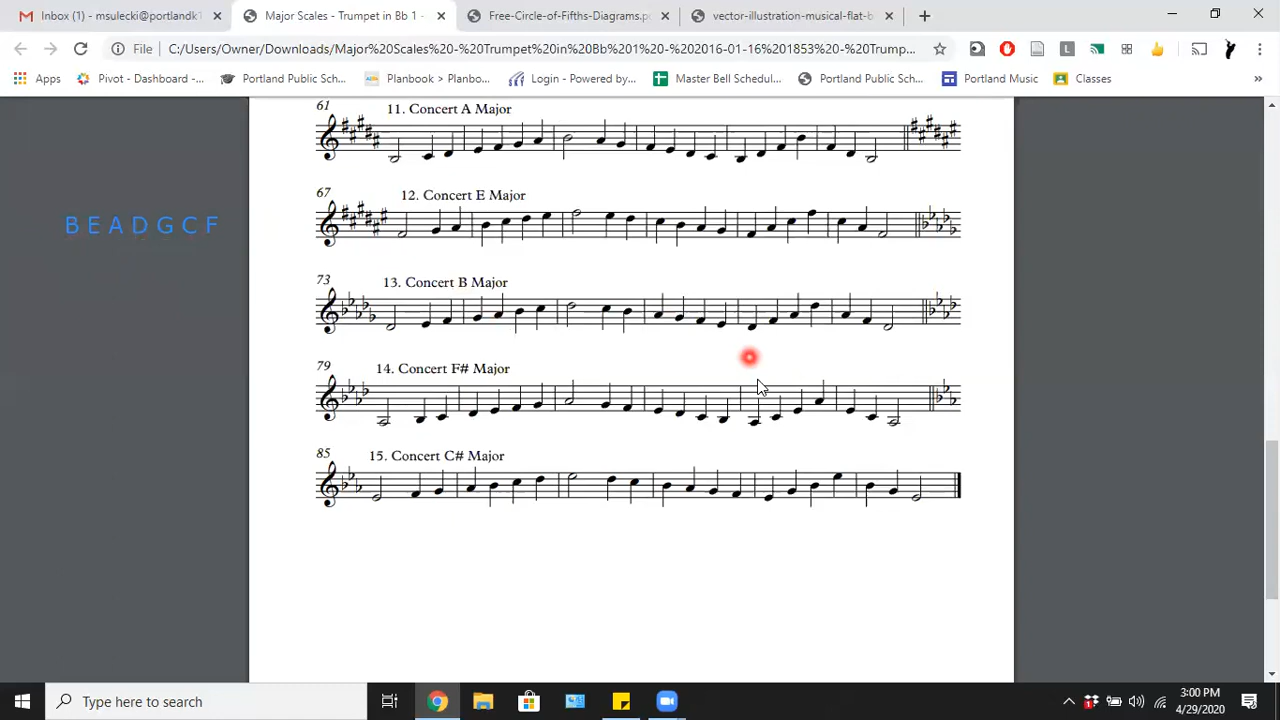 Inbox (1) - msulecki@portlandk1
Major Scales - Trumpet in Bb 1 -
Free-Circle-of-Fifths-Diagrams.p
vector-illustration-musical-flat-b
File
C:/Users/Owner/Downloads/Major%20Scales%20-%20Trumpet%20in%20Bb%201%20-%202016-01-16%201853%20-%20Trump...
Apps
Pivot - Dashboard -...
Portland Public Sch...
Planbook > Planbo...
Login - Powered by...
Master Bell Schedul...
Portland Public Sch...
Portland Music
Classes
»
61
11. Concert A Major
67
12. Concert E Major
B E A D G C F
73
13. Concert B Major
79
14. Concert F# Major
85
15. Concert C# Major
Type here to search
3:00 PM
4/29/2020